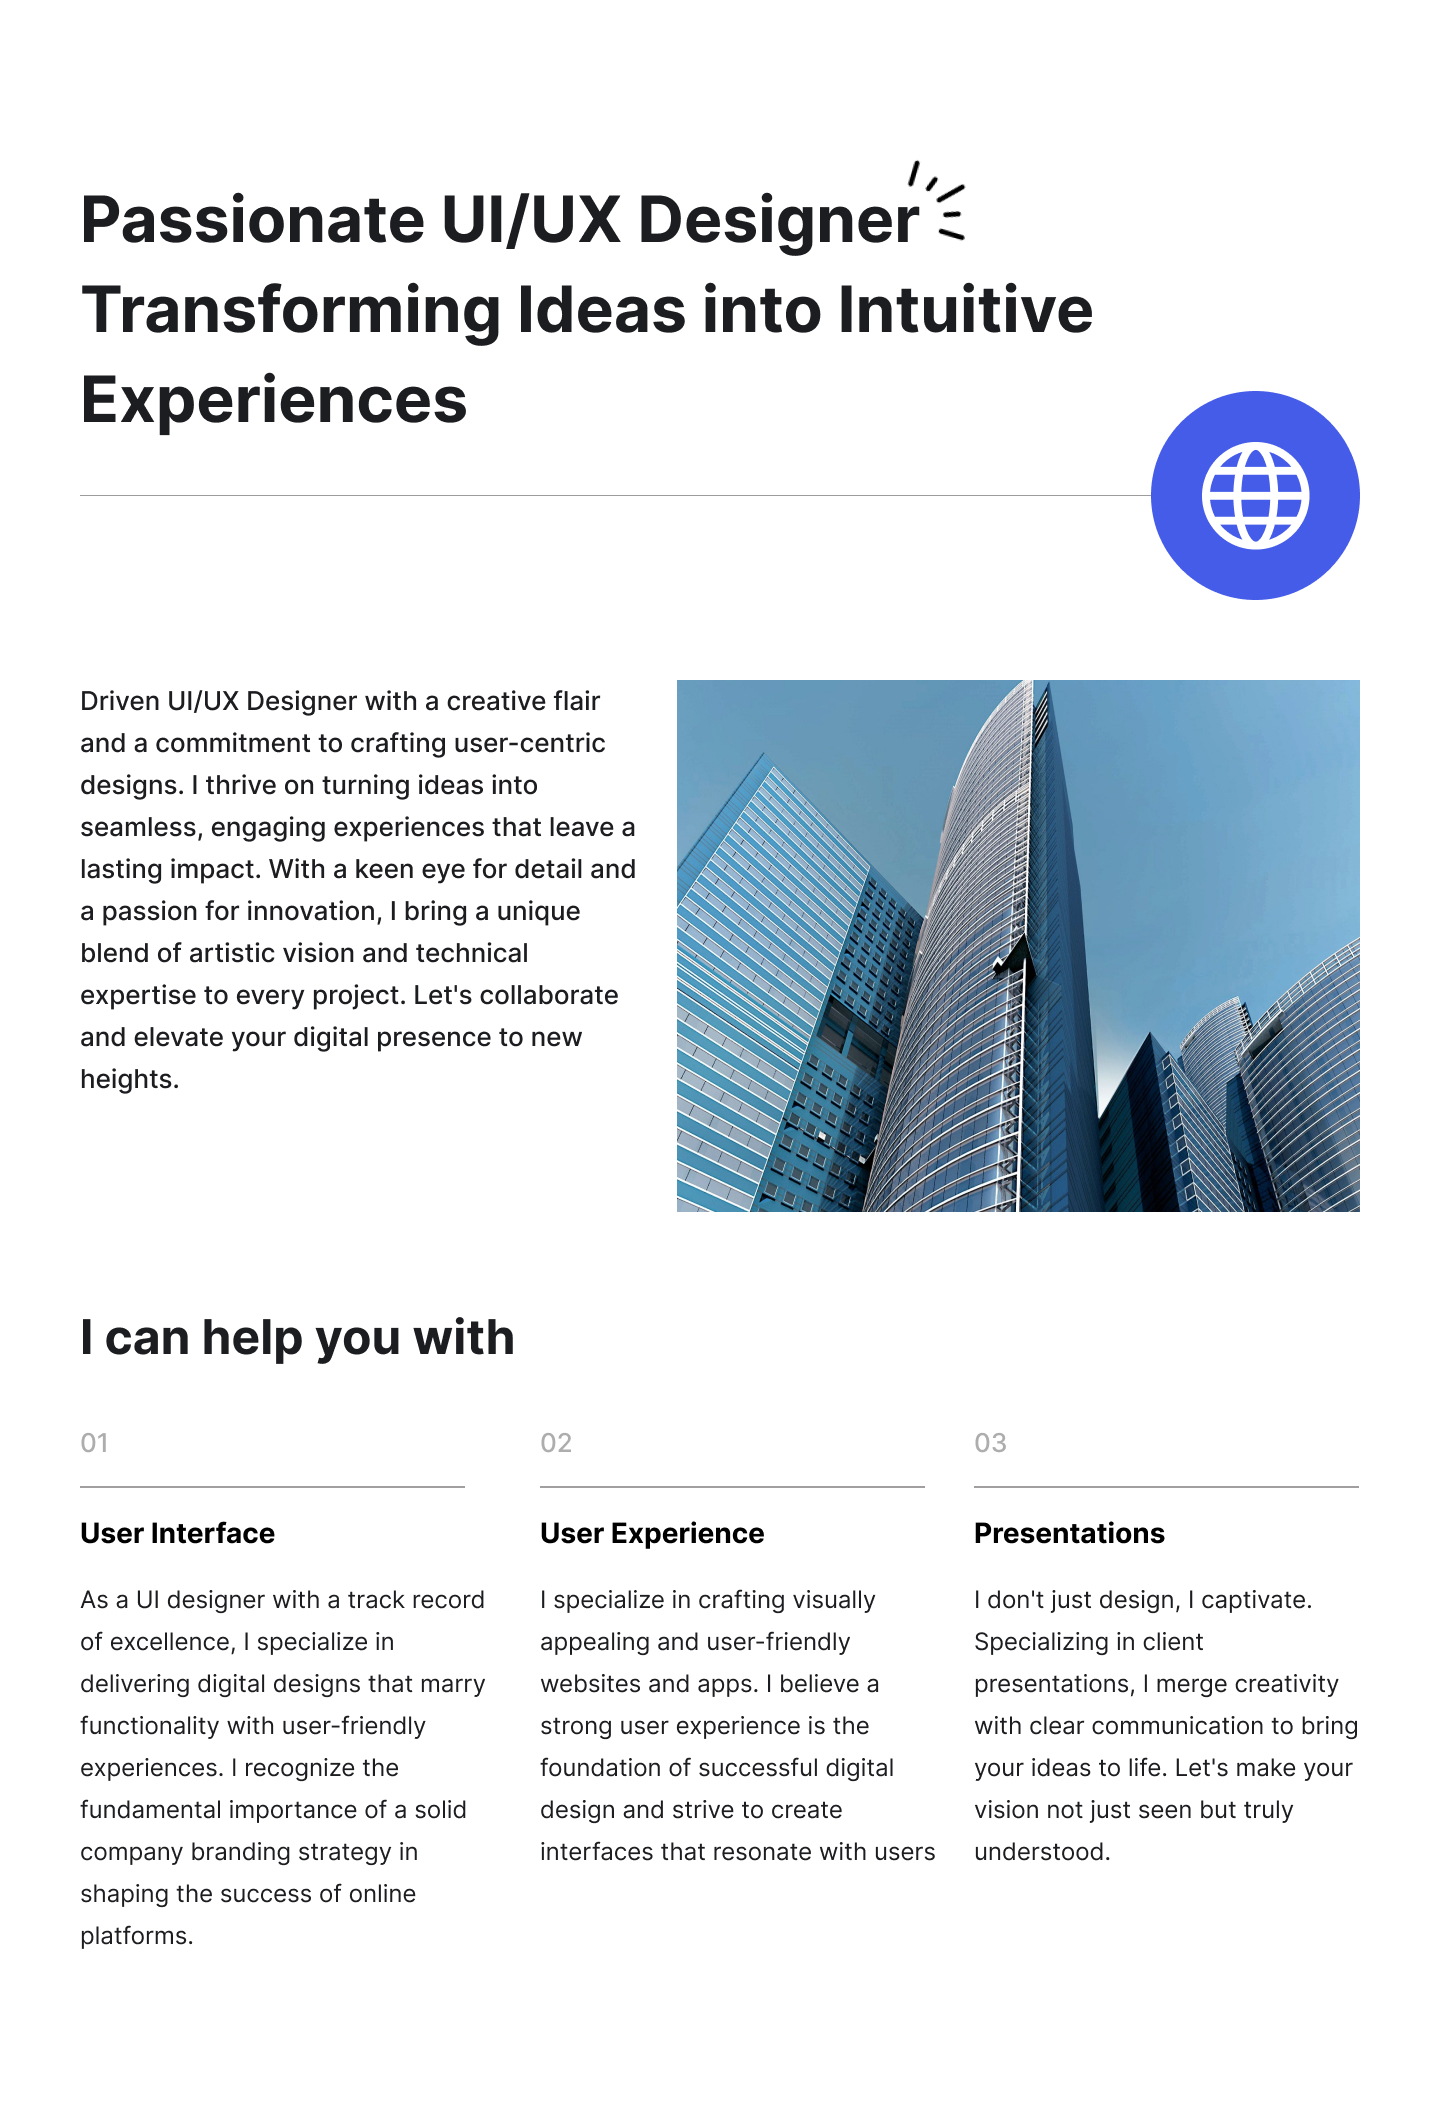 Passionate UI/UX Designer
Transforming Ideas into Intuitive
Experiences
Driven UI/UX Designer with a creative flair
and a commitment to crafting user-centric
designs. I thrive on turning ideas into
seamless, engaging experiences that leave a
lasting impact. With a keen eye for detail and
a passion for innovation, I bring a unique
blend of artistic vision and technical
expertise to every project. Let's collaborate
and elevate your digital presence to new
heights.
I can help you with
01
User Interface
As a UI designer with a track record
of excellence, I specialize in
delivering digital designs that marry
functionality with user-friendly
experiences. I recognize the
fundamental importance of a solid
company branding strategy in
shaping the success of online
platforms.
02
User Experience
I specialize in crafting visually
appealing and user-friendly
websites and apps. I believe a
strong user experience is the
foundation of successful digital
design and strive to create
interfaces that resonate with users
03
Presentations
I don't just design, I captivate.
Specializing in client
presentations, I merge creativity
with clear communication to bring
your ideas to life. Let's make your
vision not just seen but truly
understood.